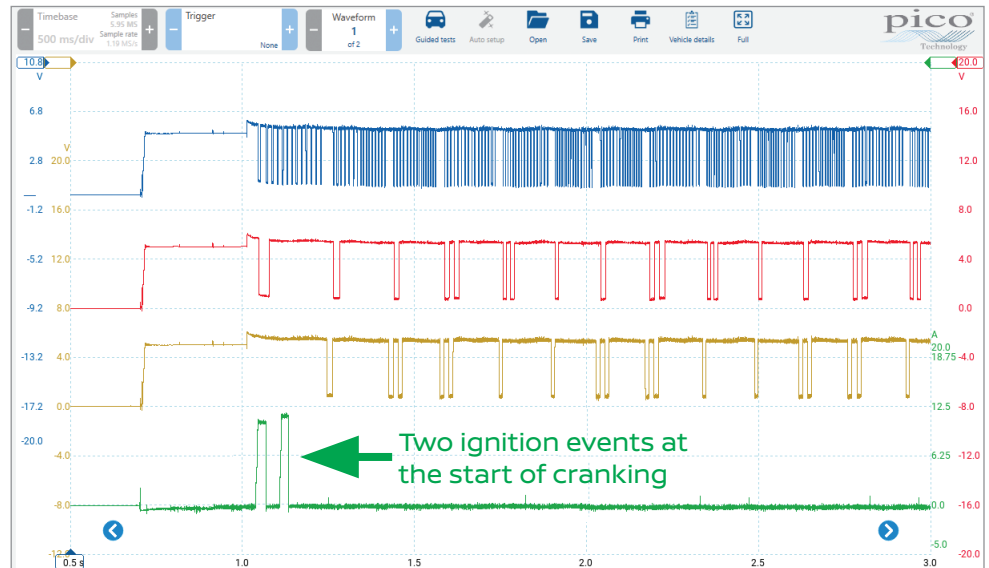 Timebase
500 ms/div
Samples
5.95 MS
Sample rate
1.19 MS/s
Trigger
None
Waveform
1
of 2
Guided tests
Auto setup
Open
Save
Print
Vehicle details
Full
pico
Technology
10.8
V
6.8
2.8
-1.2
-5.2
-9.2
-13.2
-17.2
-20.0
V
20.0
16.0
12.0
8.0
4.0
0.0
-4.0
-8.0
-12.0
20.0
V
16.0
12.0
8.0
4.0
0.0
-4.0
-8.0
-12.0
-16.0
-20.0
A
20.0
18.75
12.5
6.25
0.0
-5.0
Two ignition events at
the start of cranking
0.5 s
1.0
1.5
2.0
2.5
3.0